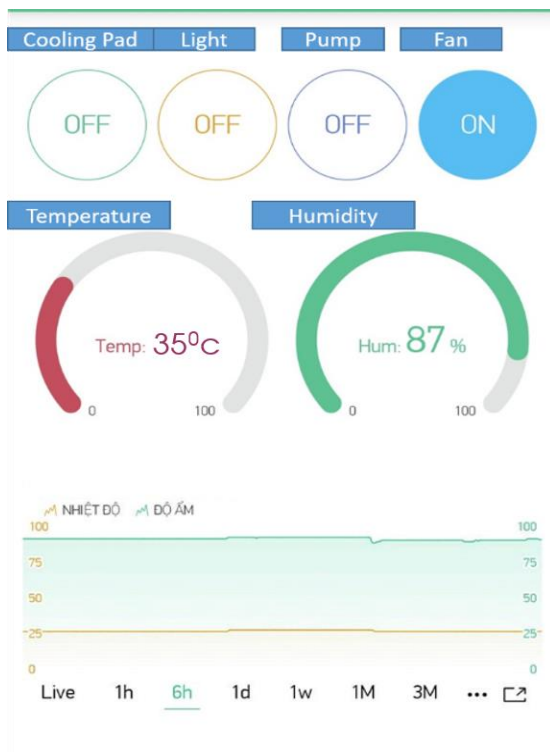 Cooling Pad Light Pump Fan
OFF OFF OFF ON
Temperature Humidity
Temp: 35⁰C Hum: 87 %
0 100 0 100
NHIỆT ĐỘ ĐỘ ẨM
100 100
75 75
50 50
25 25
0 0
Live 1h 6h 1d 1w 1M 3M ...